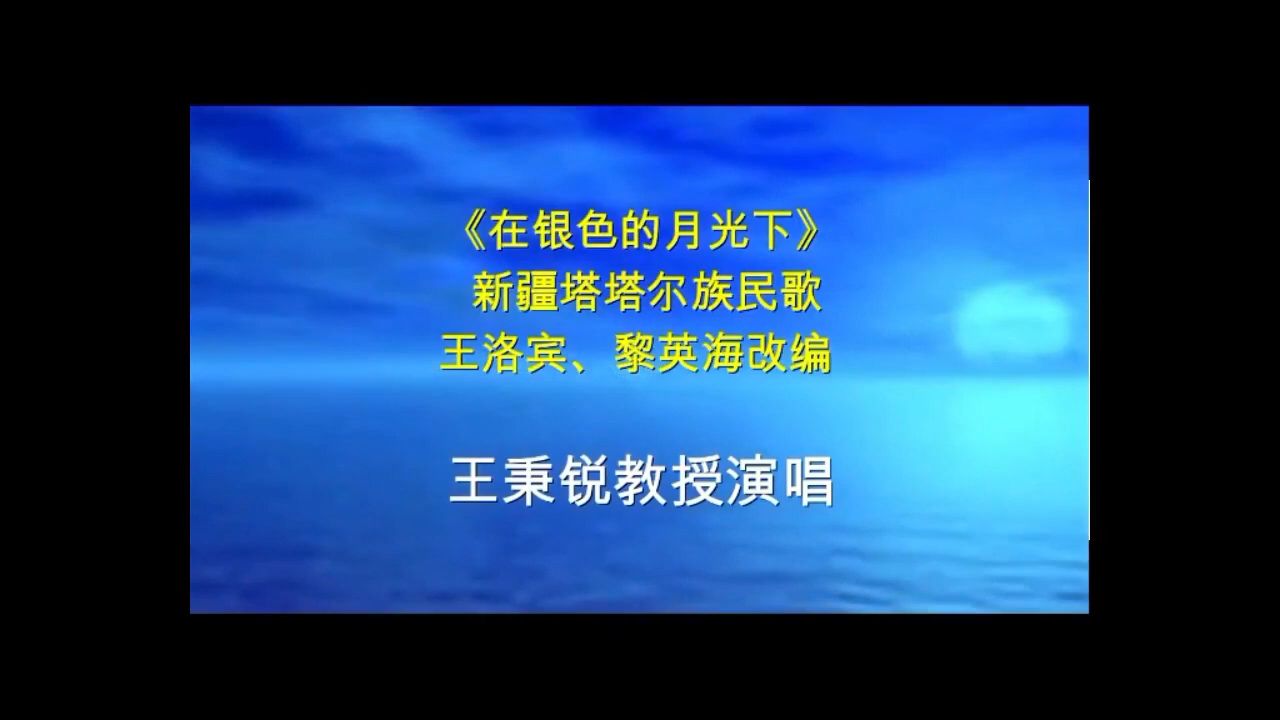 《在银色的月光下》
新疆塔塔尔族民歌
王洛宾、黎英海改编
王秉锐教授演唱